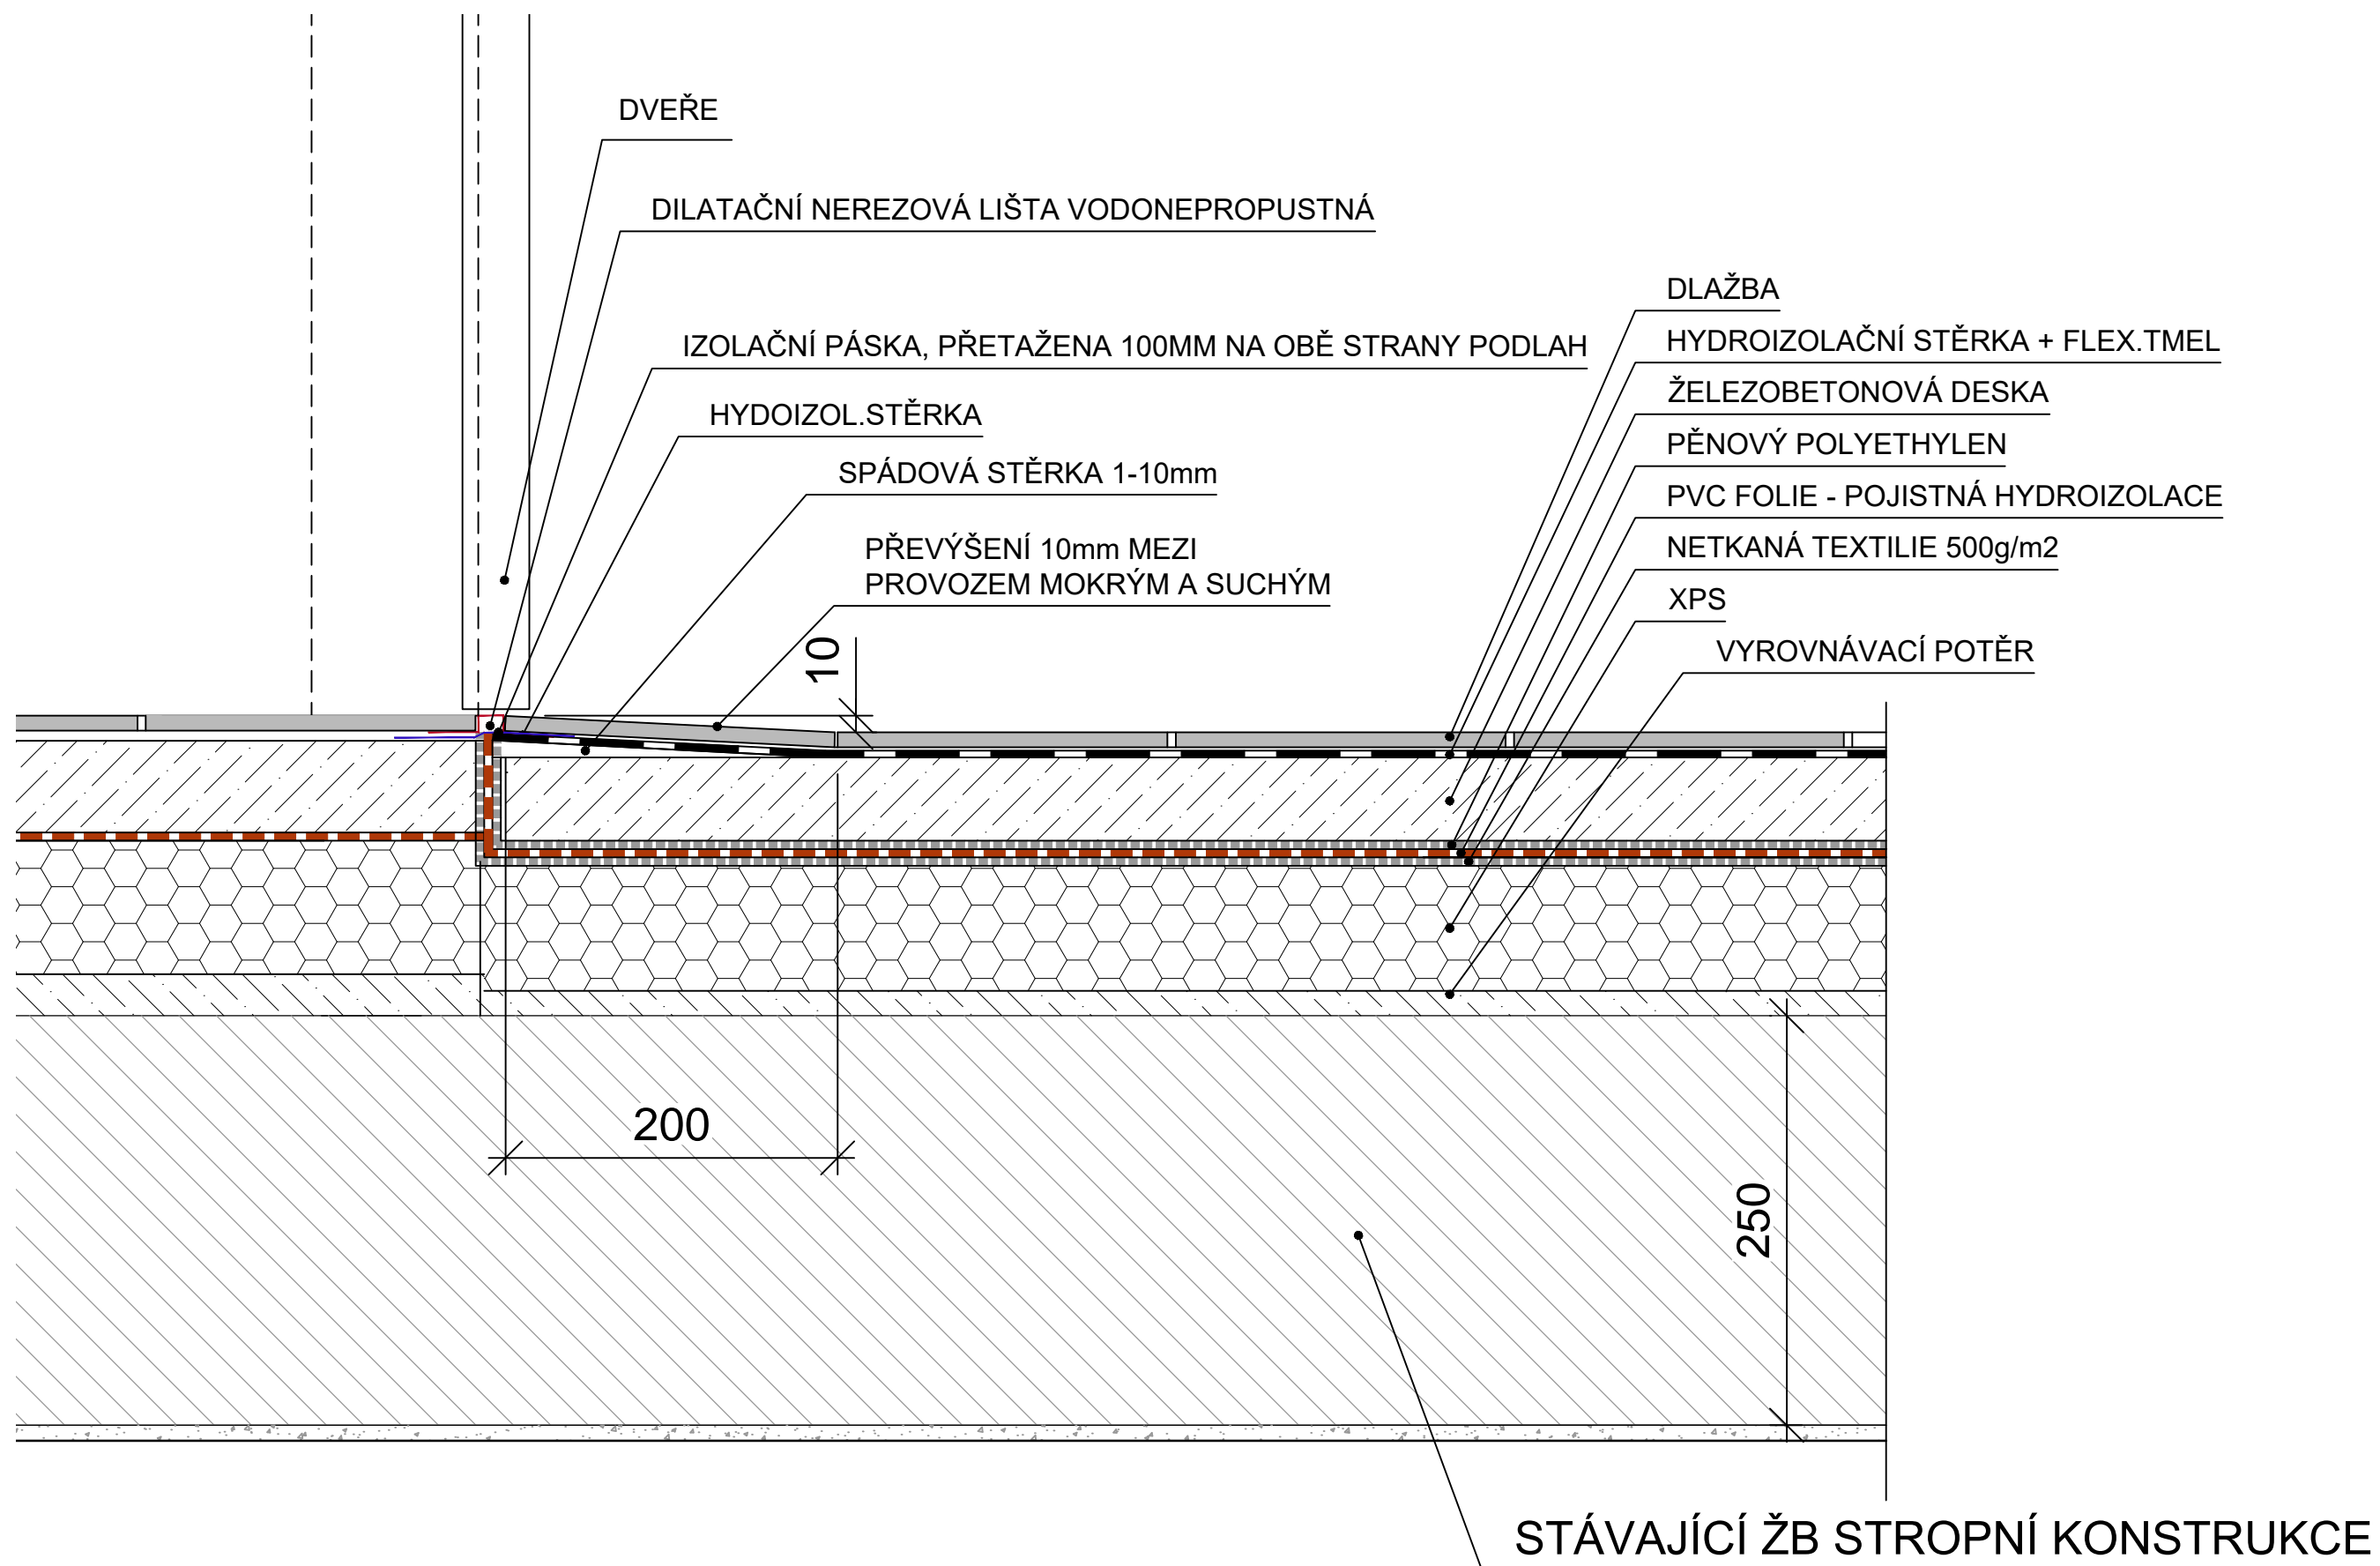 DVEŘE
DILATAČNÍ NEREZOVÁ LIŠTA VODONEPROPUSTNÁ
IZOLAČNÍ PÁSKA, PŘETAŽENA 100MM NA OBĚ STRANY PODLAH
HYDOIZOL.STĚRKA
SPÁDOVÁ STĚRKA 1-10mm
PŘEVÝŠENÍ 10mm MEZI
PROVOZEM MOKRÝM A SUCHÝM
10
DLAŽBA
HYDROIZOLAČNÍ STĚRKA + FLEX.TMEL
ŽELEZOBETONOVÁ DESKA
PĚNOVÝ POLYETHYLEN
PVC FOLIE - POJISTNÁ HYDROIZOLACE
NETKANÁ TEXTILIE 500g/m2
XPS
VYROVNÁVACÍ POTĚR
200
250
STÁVAJÍCÍ ŽB STROPNÍ KONSTRUKCE